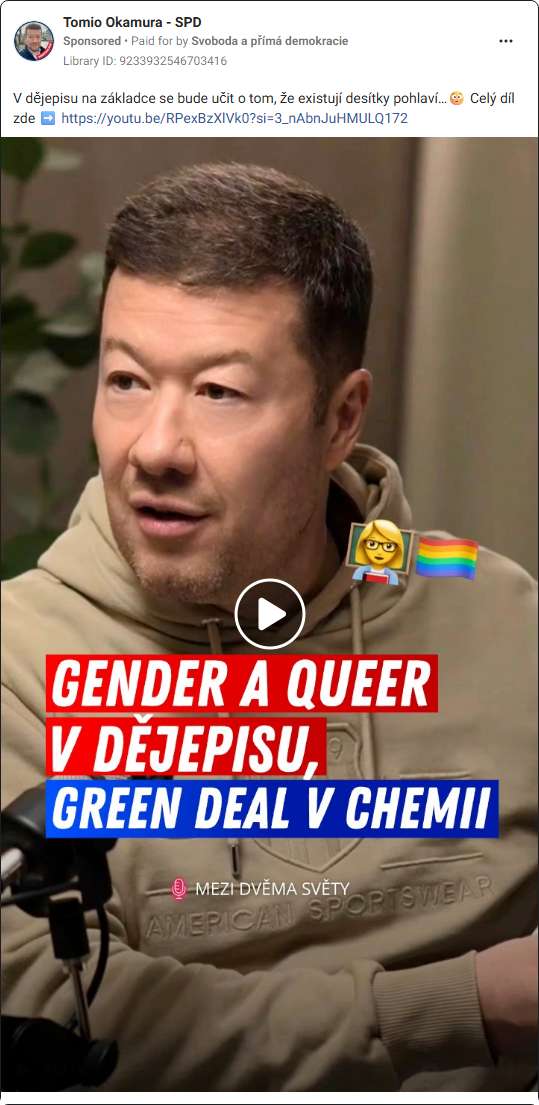 Tomio Okamura - SPD
Sponsored • Paid for by Svoboda a přímá demokracie
Library ID: 9233932546703416
V dějepisu na základce se bude učit o tom, že existují desítky pohlaví...😳 Celý díl
zde ➡️ https://youtu.be/RPexBzXlVk0?si=3_nAbnJuHMULQ172
GENDER A QUEER
V DĚJEPISU,
GREEN DEAL V CHEMII
MEZI DVĚMA SVĚTY
AMERICAN SPORTSWEAR